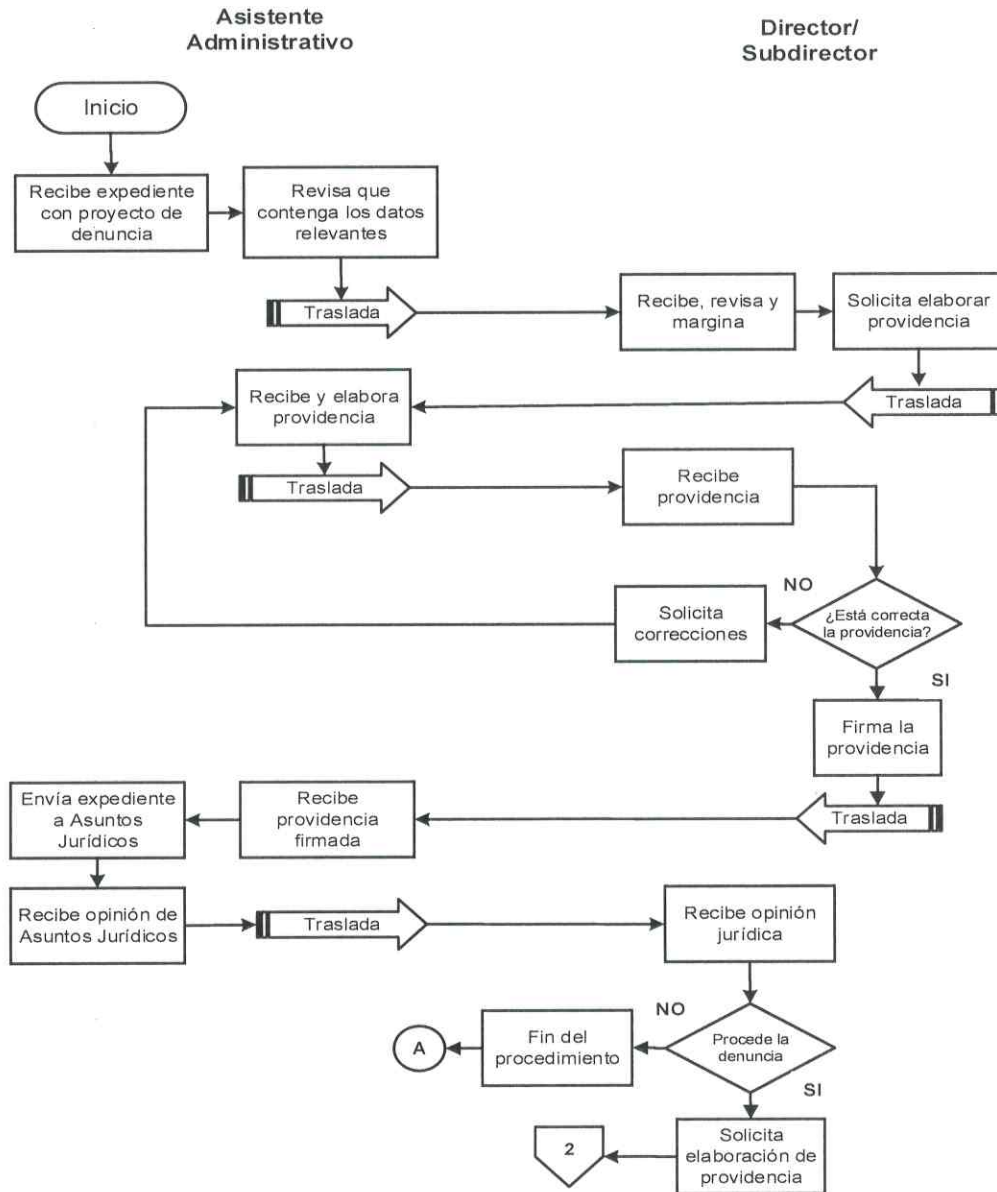 Asistente
Administrativo
Director/
Subdirector
Inicio
Recibe expediente
con proyecto de
denuncia
Revisa que
contenga los datos
relevantes
Traslada
Recibe, revisa y
margina
Solicita elaborar
providencia
Traslada
Recibe y elabora
providencia
Traslada
Recibe
providencia
¿Está correcta
la providencia?
NO
Solicita
correcciones
SI
Firma la
providencia
Traslada
Recibe
providencia
firmada
Envía expediente
a Asuntos
Jurídicos
Recibe opinión de
Asuntos Jurídicos
Traslada
Recibe opinión
jurídica
Procede la
denuncia
NO
Fin del
procedimiento
A
SI
Solicita
elaboración de
providencia
2